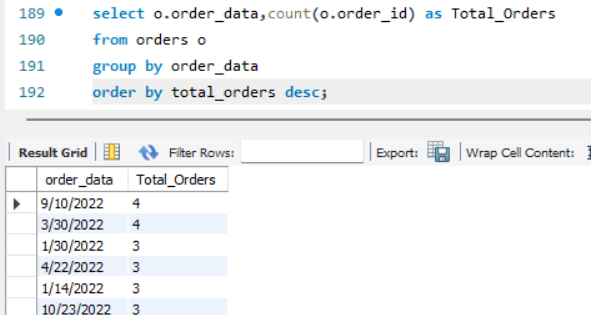 189 select o.order_data,count(o.order_id) as Total_Orders
190 from orders o
191 group by order_data
192 order by total_orders desc;
Result Grid Filter Rows: Export: Wrap Cell Content:
order_data Total_Orders
9/10/2022 4
3/30/2022 4
1/30/2022 3
4/22/2022 3
1/14/2022 3
10/23/2022 3